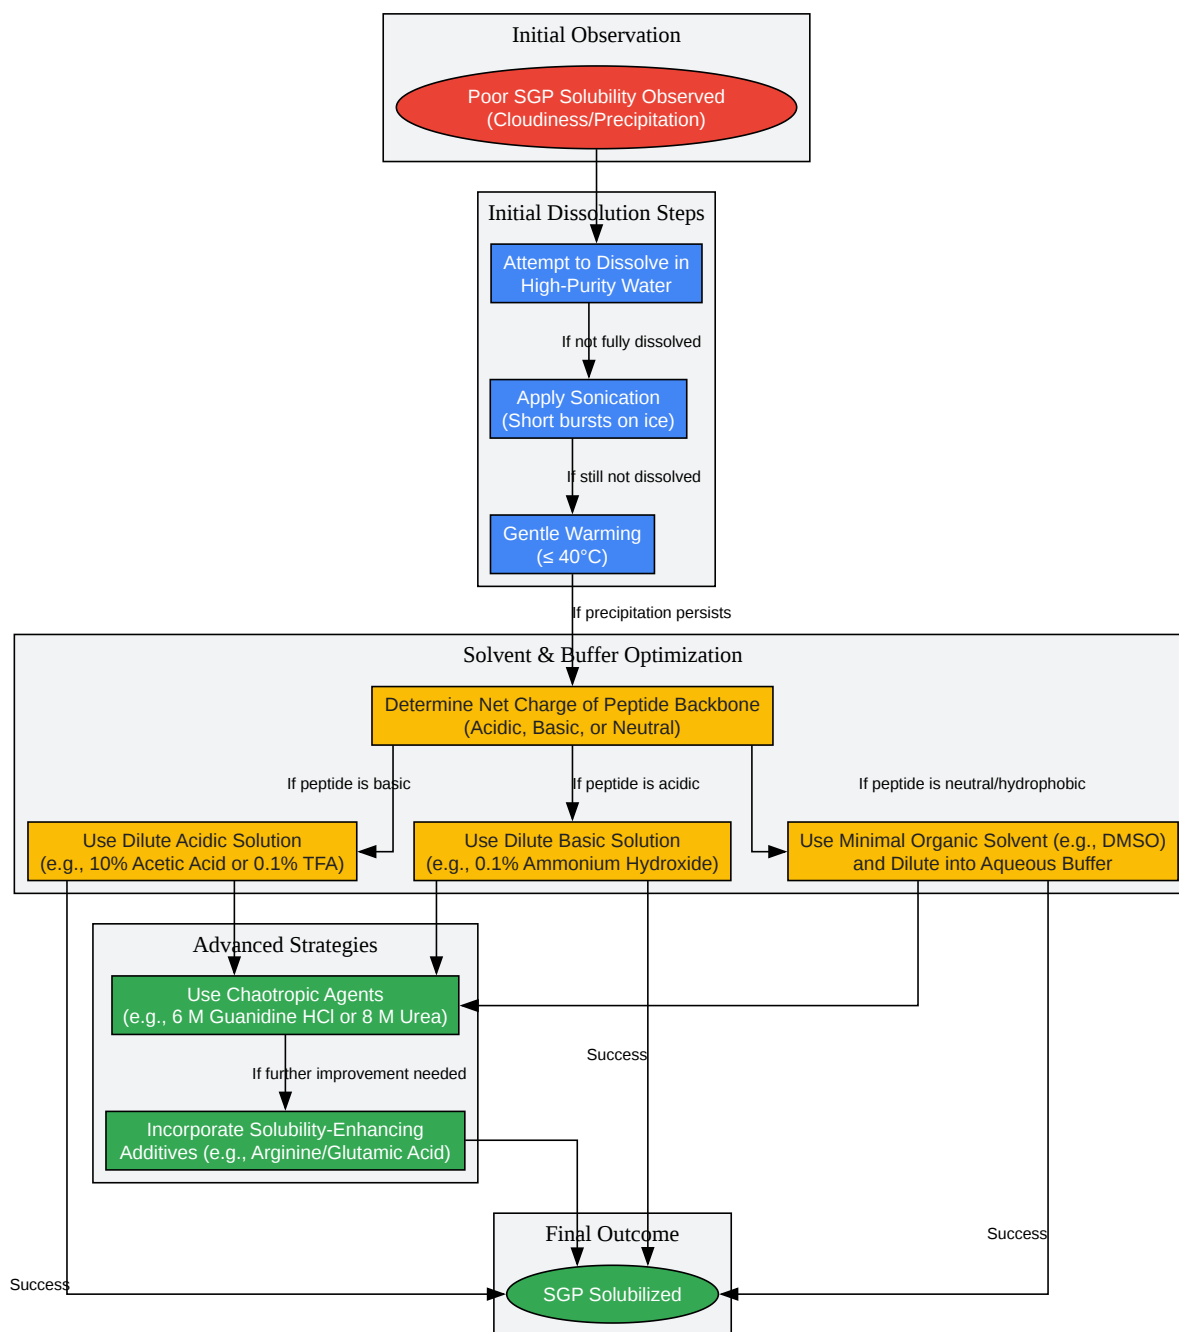 Initial Observation
Poor SGP Solubility Observed
(Cloudiness/Precipitation)
Initial Dissolution Steps
Attempt to Dissolve in
High-Purity Water
If not fully dissolved
Apply Sonication
(Short bursts on ice)
If still not dissolved
Gentle Warming
(≤ 40°C)
If precipitation persists
Solvent & Buffer Optimization
Determine Net Charge of Peptide Backbone
(Acidic, Basic, or Neutral)
If peptide is basic
If peptide is acidic
If peptide is neutral/hydrophobic
Use Dilute Acidic Solution
(e.g., 10% Acetic Acid or 0.1% TFA)
Use Dilute Basic Solution
(e.g., 0.1% Ammonium Hydroxide)
Use Minimal Organic Solvent (e.g., DMSO)
and Dilute into Aqueous Buffer
Advanced Strategies
Use Chaotropic Agents
(e.g., 6 M Guanidine HCl or 8 M Urea)
Success
If further improvement needed
Incorporate Solubility-Enhancing
Additives (e.g., Arginine/Glutamic Acid)
Final Outcome
Success
Success
SGP Solubilized